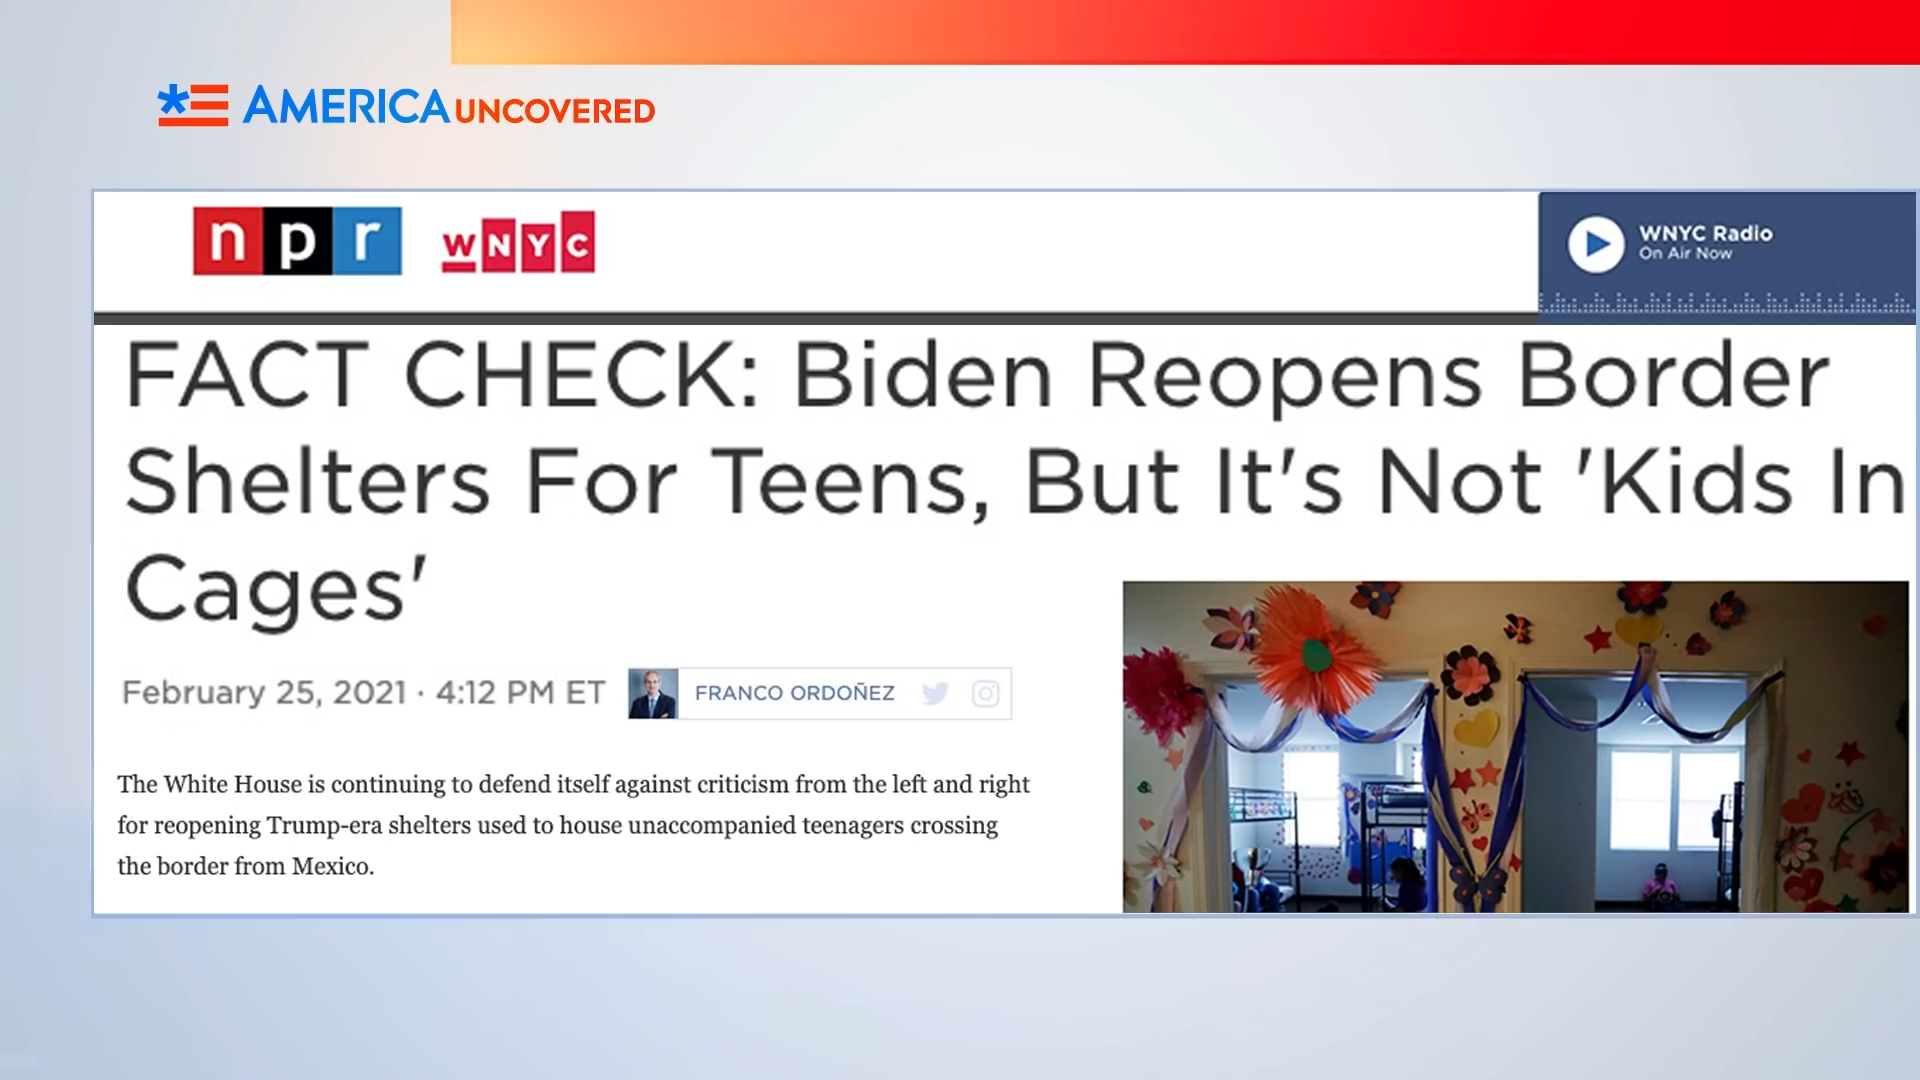 AMERICA UNCOVERED
npr WNYC
WNYC Radio
On Air Now
FACT CHECK: Biden Reopens Border
Shelters For Teens, But It's Not 'Kids In
Cages'
February 25, 2021 · 4:12 PM ET
FRANCO ORDOÑEZ
The White House is continuing to defend itself against criticism from the left and right
for reopening Trump-era shelters used to house unaccompanied teenagers crossing
the border from Mexico.